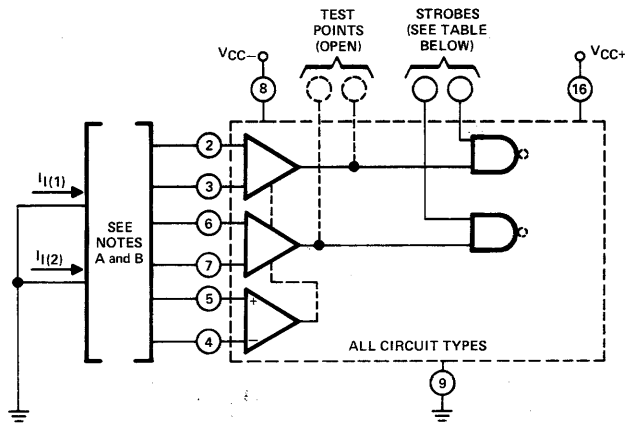 TEST
POINTS
(OPEN)
STROBES
(SEE TABLE
BELOW)
VCC−
VCC+
8
16
2
3
6
7
5
4
II(1)
II(2)
SEE
NOTES
A and B
+
−
ALL CIRCUIT TYPES
9